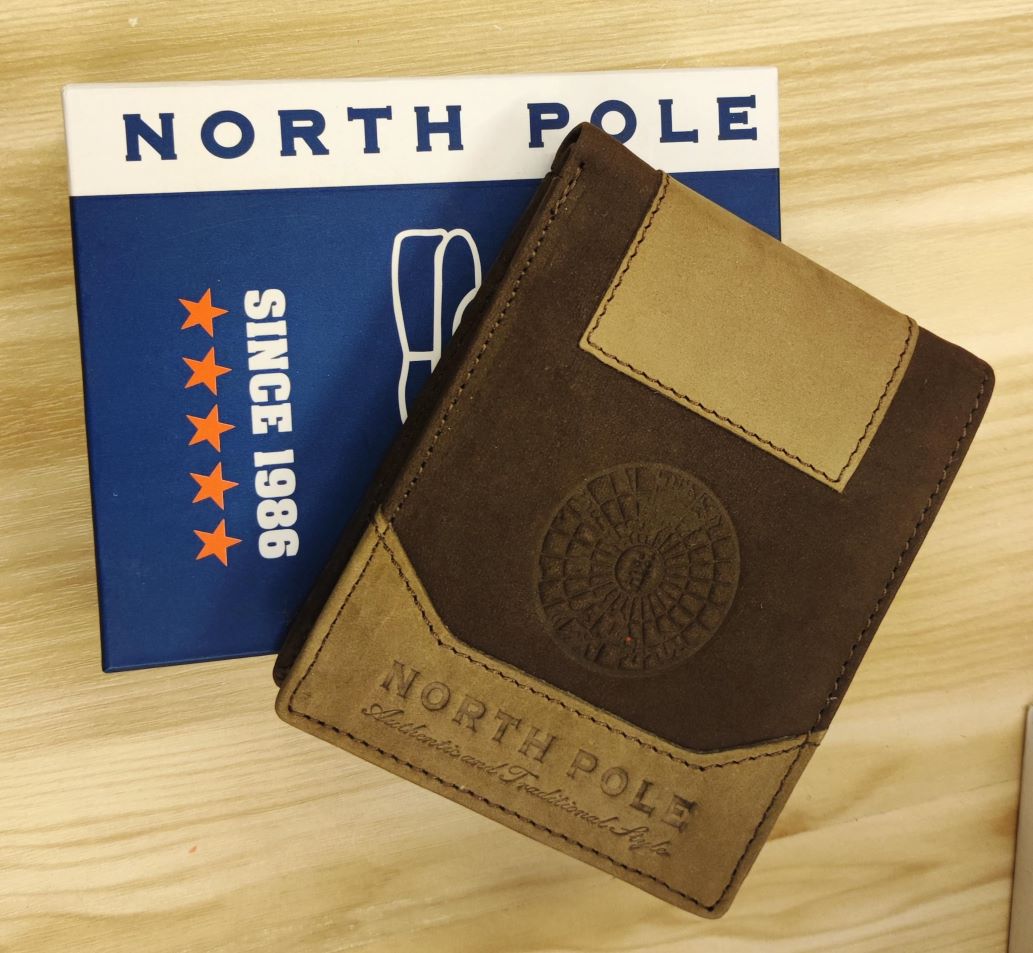 NORTH POLE
SINCE 1986
NORTH POLE
Authentic and Traditional Style